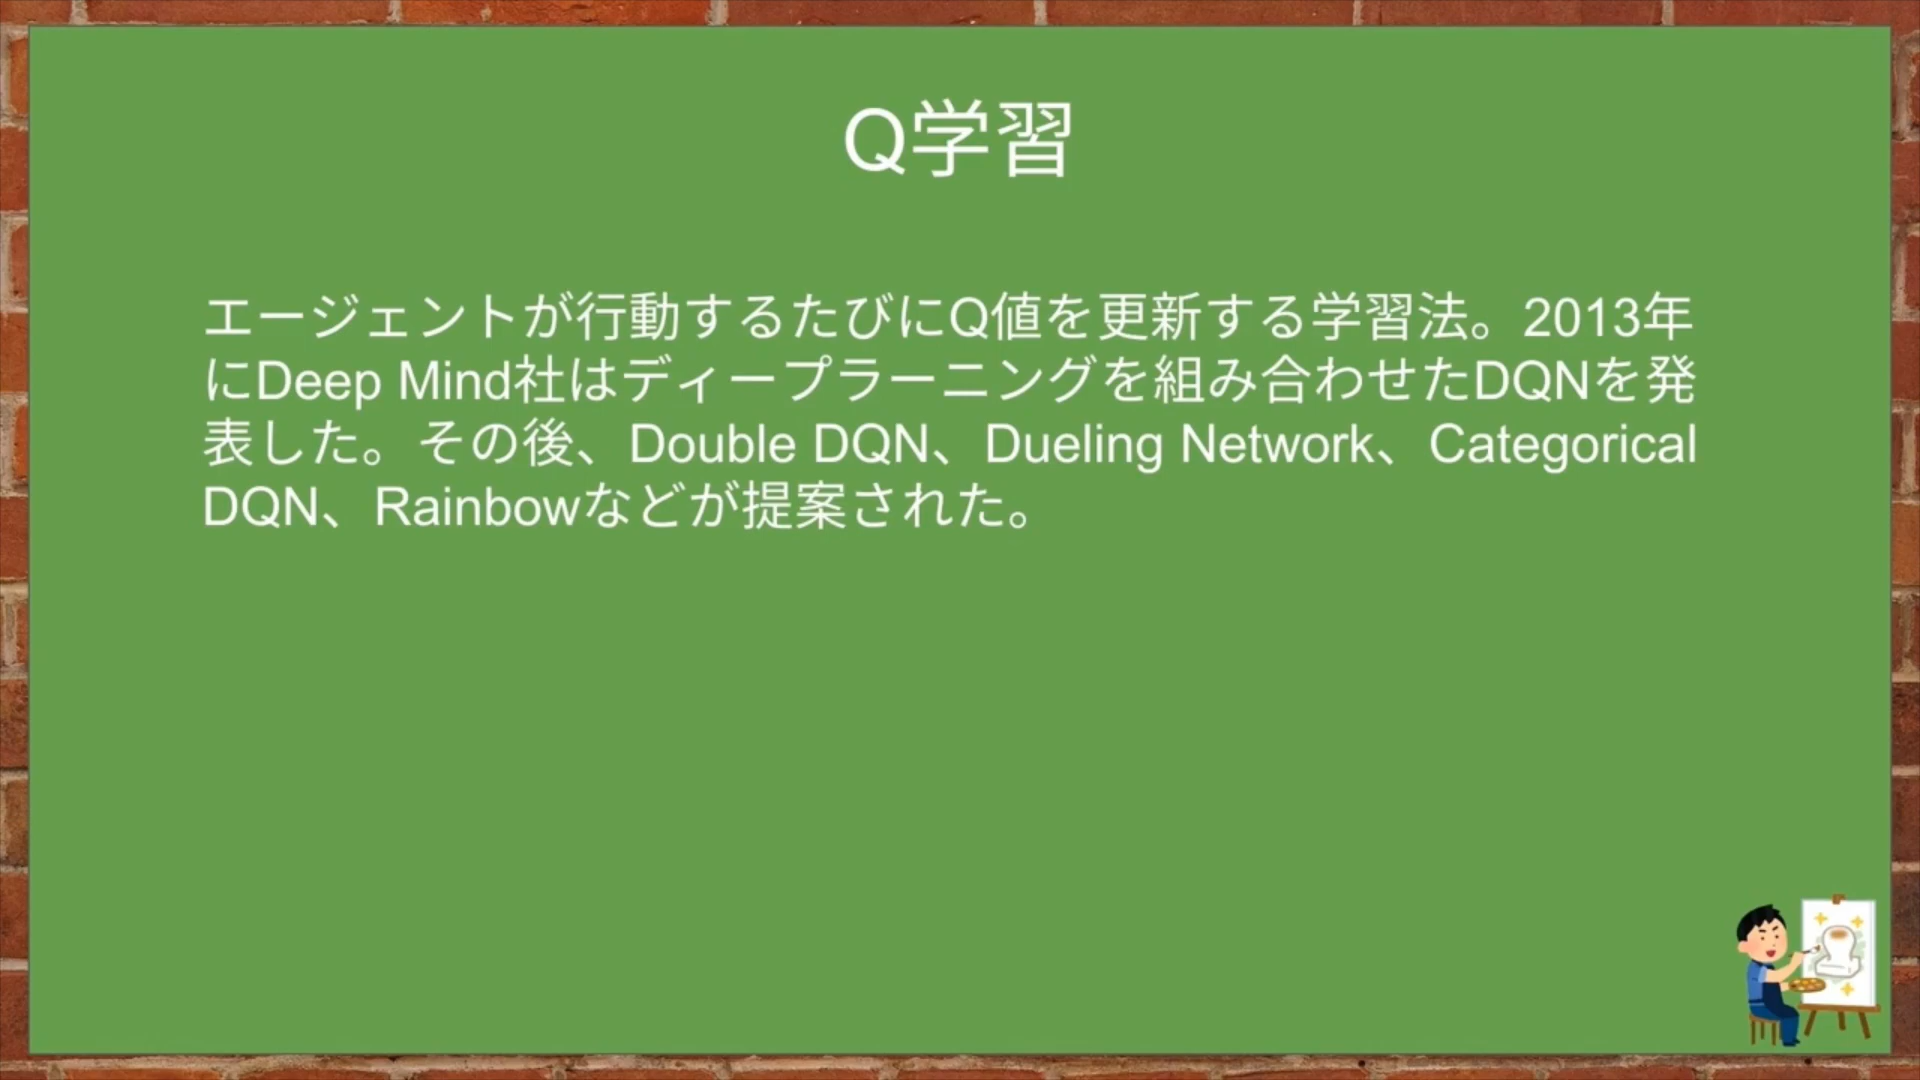 Q学習
エージェントが行動するたびにQ値を更新する学習法。2013年
にDeep Mind社はディープラーニングを組み合わせたDQNを発
表した。その後、Double DQN、Dueling Network、Categorical
DQN、Rainbowなどが提案された。